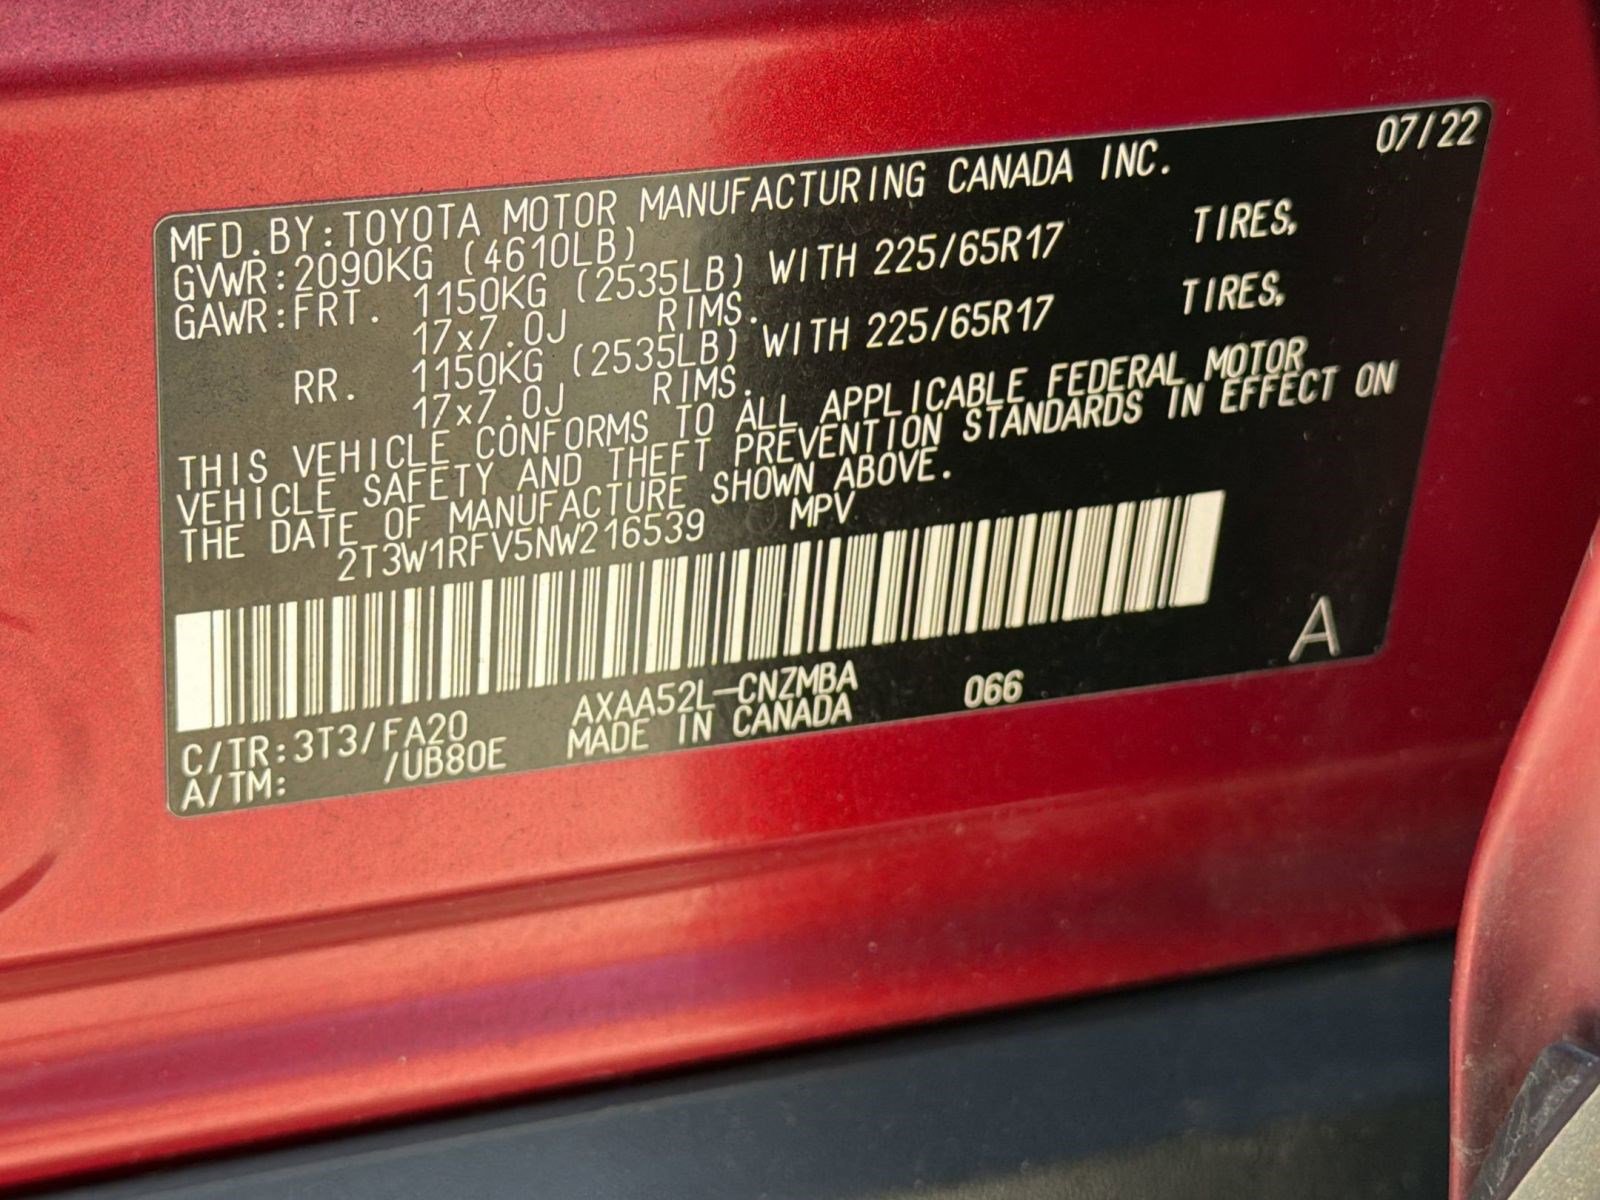 07/22
MFD.BY:TOYOTA MOTOR MANUFACTURING CANADA INC.
GVWR:2090KG (4610LB)
GAWR:FRT. 1150KG (2535LB) WITH 225/65R17 TIRES,
17x7.0J RIMS.
RR. 1150KG (2535LB) WITH 225/65R17 TIRES,
17x7.0J RIMS.
THIS VEHICLE CONFORMS TO ALL APPLICABLE FEDERAL MOTOR
VEHICLE SAFETY AND THEFT PREVENTION STANDARDS IN EFFECT ON
THE DATE OF MANUFACTURE SHOWN ABOVE.
2T3W1RFV5NW216539 MPV
A
C/TR:3T3/FA20 AXAA52L-CNZMBA 066
A/TM: /UB80E MADE IN CANADA